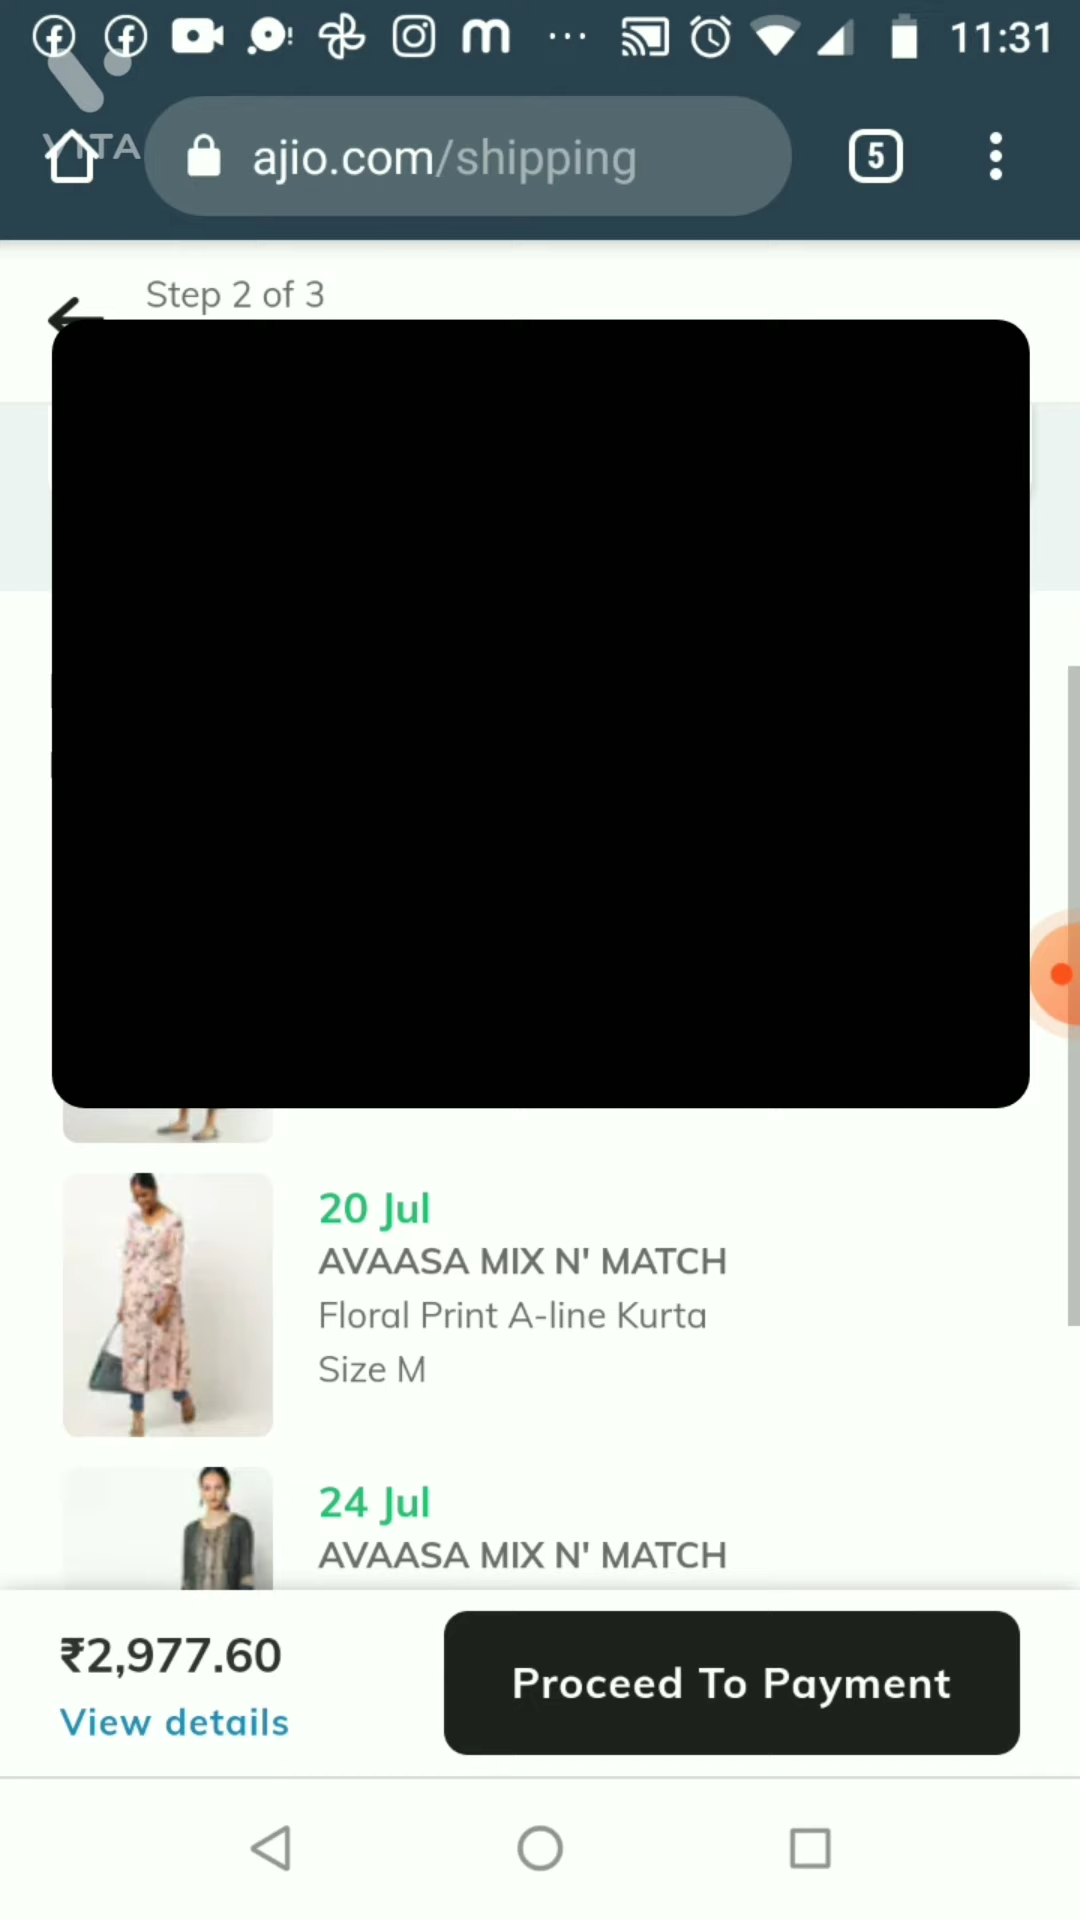 11:31
VITA
ajio.com/shipping
5
Step 2 of 3
20 Jul
AVAASA MIX N' MATCH
Floral Print A-line Kurta
Size M
24 Jul
AVAASA MIX N' MATCH
₹2,977.60
View details
Proceed To Payment